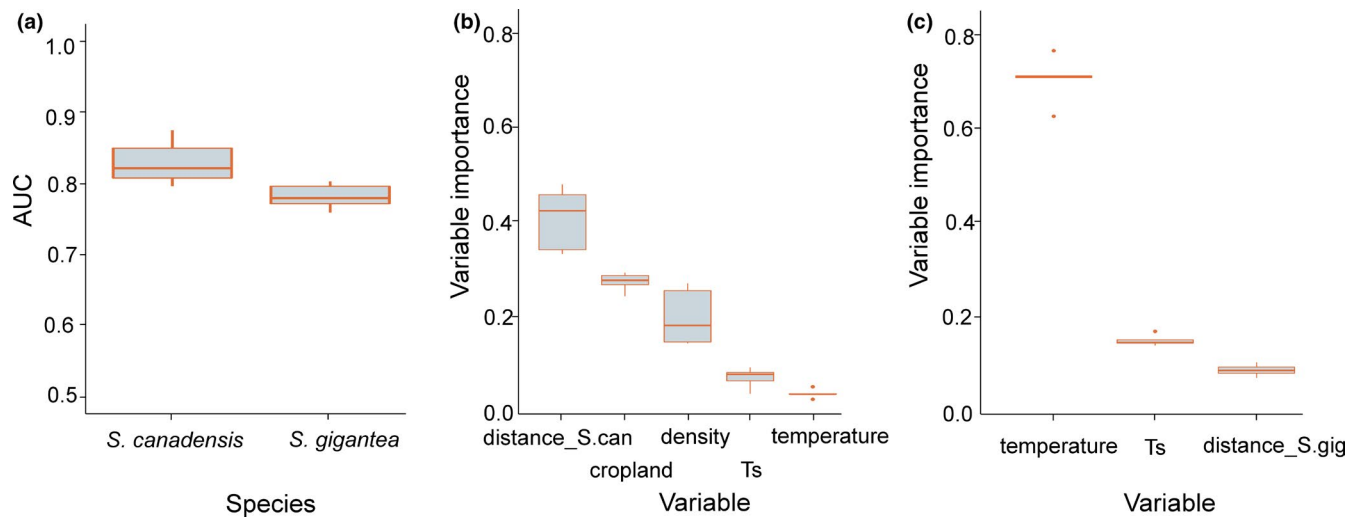 (a)
1.0
0.9
0.8
0.7
0.6
0.5
AUC
S. canadensis
S. gigantea
Species
(b)
0.8
0.6
0.4
0.2
0.0
Variable importance
distance_S.can
density
temperature
cropland
Ts
Variable
(c)
0.8
0.6
0.4
0.2
0.0
Variable importance
temperature
Ts
distance_S.gig
Variable